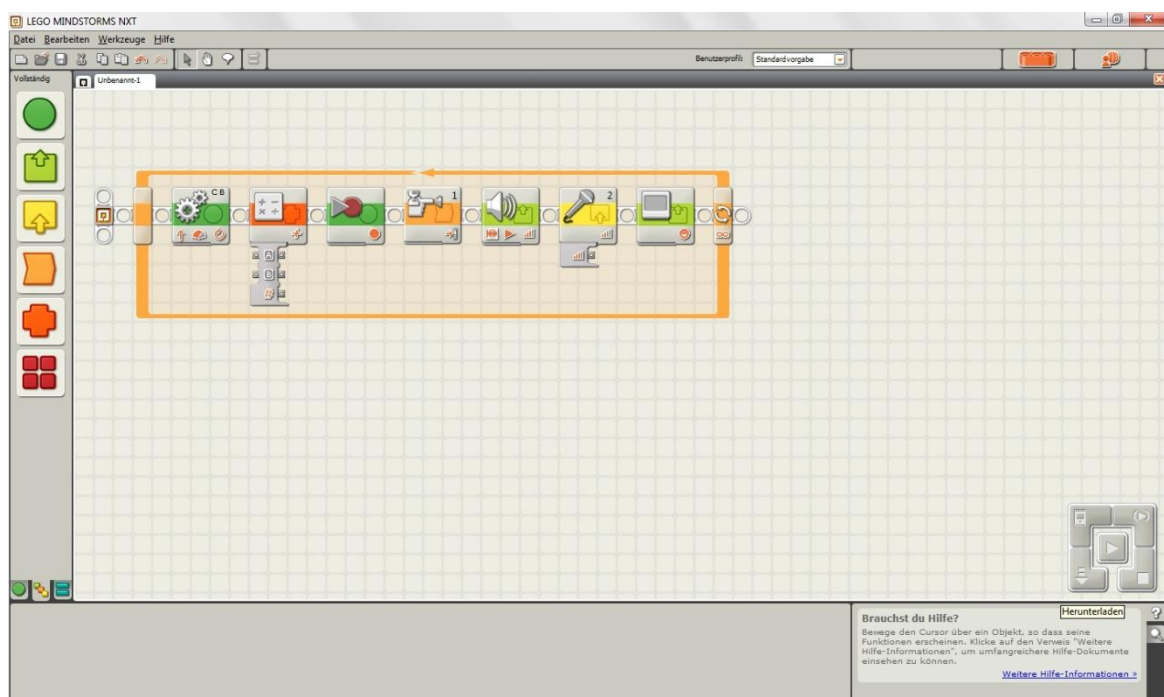 LEGO MINDSTORMS NXT
Datei Bearbeiten Werkzeuge Hilfe
Benutzerprofil: Standardvorgabe
Vollständig
Unbenannt-1
C B
1
2
A
B
#
Herunterladen
Brauchst du Hilfe?
Bewege den Cursor über ein Objekt, so dass seine
Funktionen erscheinen. Klicke auf den Verweis "Weitere
Hilfe-Informationen", um umfangreichere Hilfe-Dokumente
einsehen zu können.
Weitere Hilfe-Informationen »